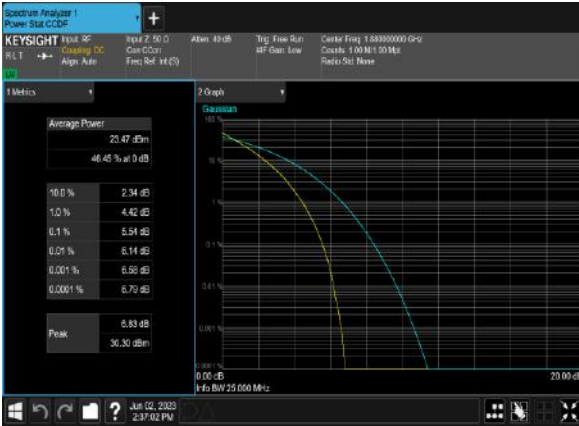 Spectrum Analyzer 1
Power Stat CCDF
+
KEYSIGHT Input: RF Input Z: 50 Ω Atten: 40 dB Trig: Free Run Center Freq: 1.880000000 GHz
Coupling: DC Corr CCorr #IF Gain: Low Counts: 1.00 M/1.00 Mpt
R L T Align: Auto Freq Ref: Int (S) Radio Std: None
1 Metrics
2 Graph
Gaussian
Average Power
23.47 dBm
46.45 % at 0 dB
10.0 % 2.34 dB
1.0 % 4.42 dB
0.1 % 5.54 dB
0.01 % 6.14 dB
0.001 % 6.58 dB
0.0001 % 6.79 dB
Peak 6.83 dB
30.30 dBm
100 %
10 %
1 %
0.1 %
0.01 %
0.001 %
0.0001 %
0.00 dB 20.00 dB
Info BW 25.000 MHz
? Jun 02, 2023
2:37:02 PM